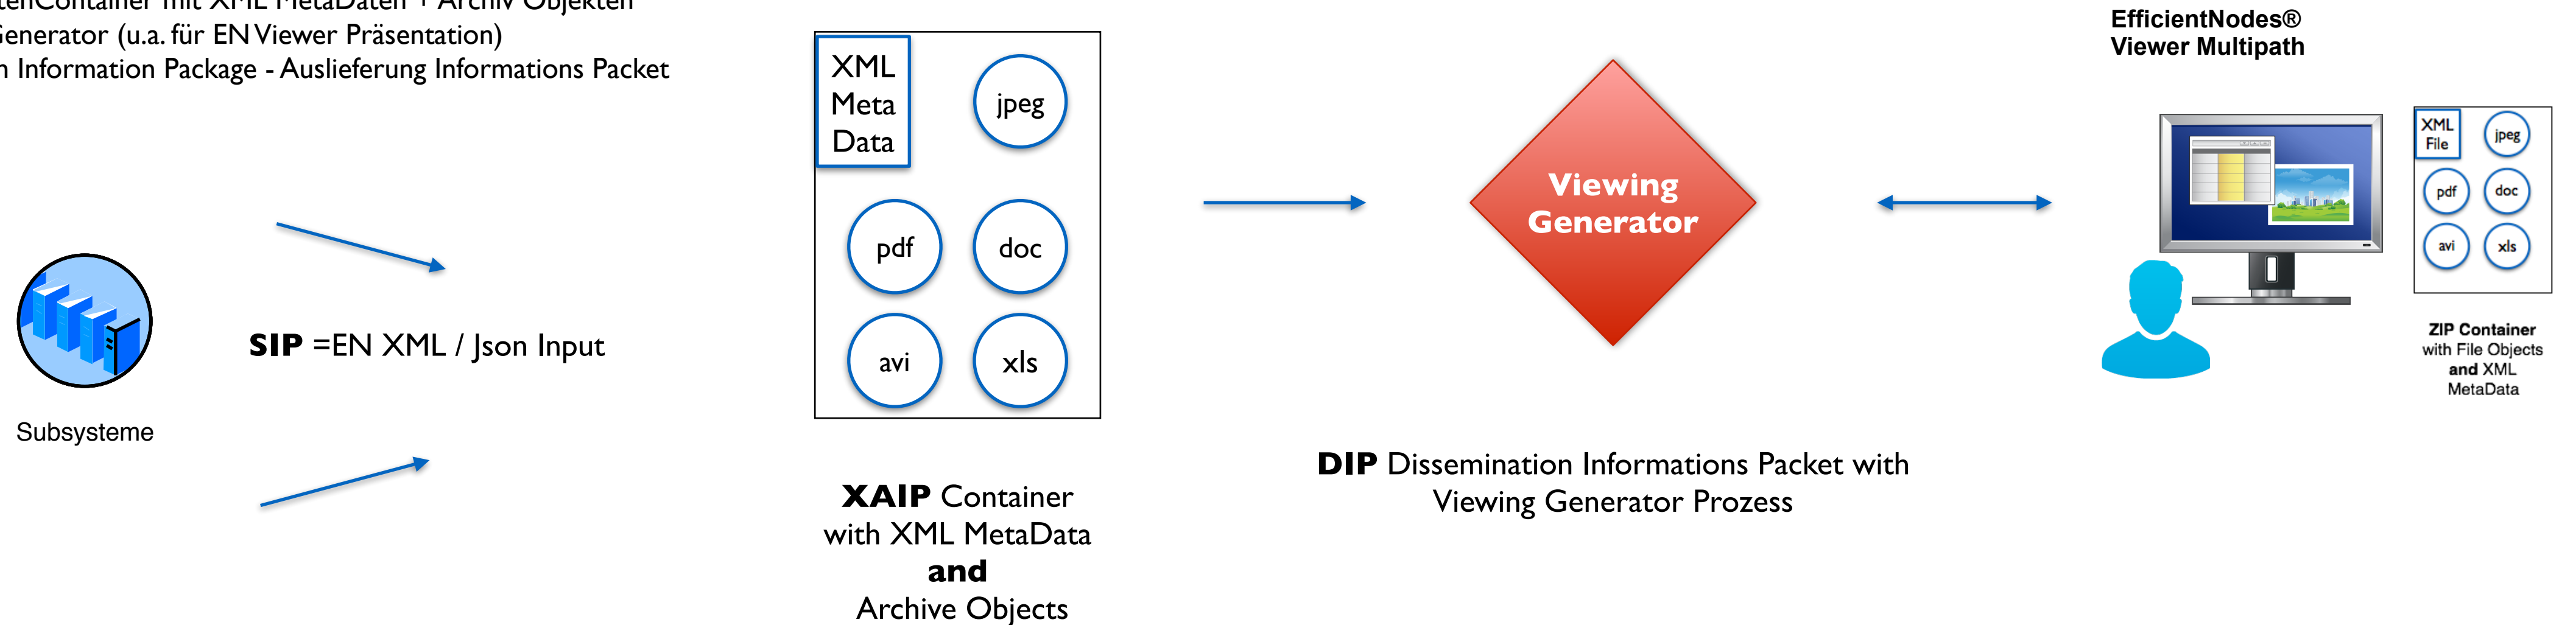 mit XML MetaDaten + Archiv Objekten
Generator (u.a. für EN Viewer Präsentation)
Information Package - Auslieferung Informations Packet
EfficientNodes®
Viewer Multipath
XML
Meta
Data
jpeg
pdf
doc
avi
xls
Subsysteme
SIP =EN XML / Json Input
XAIP Container
with XML MetaData
and
Archive Objects
Viewing
Generator
DIP Dissemination Informations Packet with
Viewing Generator Prozess
XML
File
jpeg
pdf
doc
avi
xls
ZIP Container
with File Objects
and XML
MetaData